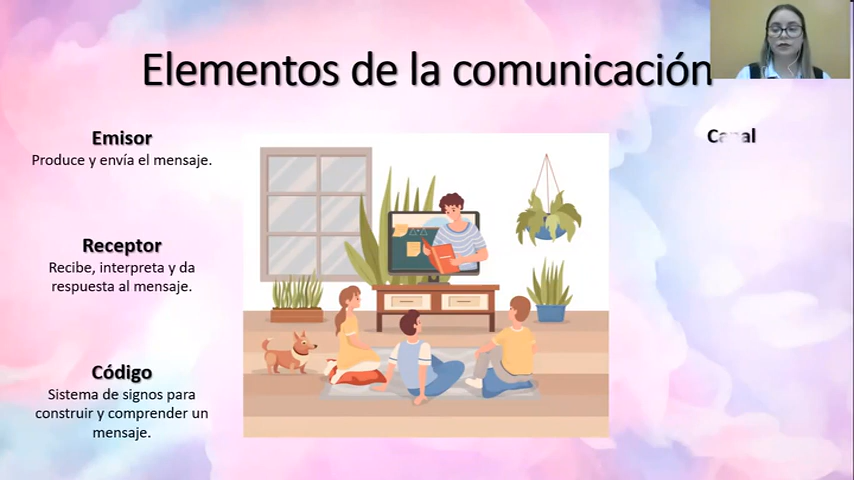 Elementos de la comunicación
Emisor
Produce y envía el mensaje.
Receptor
Recibe, interpreta y da
respuesta al mensaje.
Código
Sistema de signos para
construir y comprender un
mensaje.
Canal